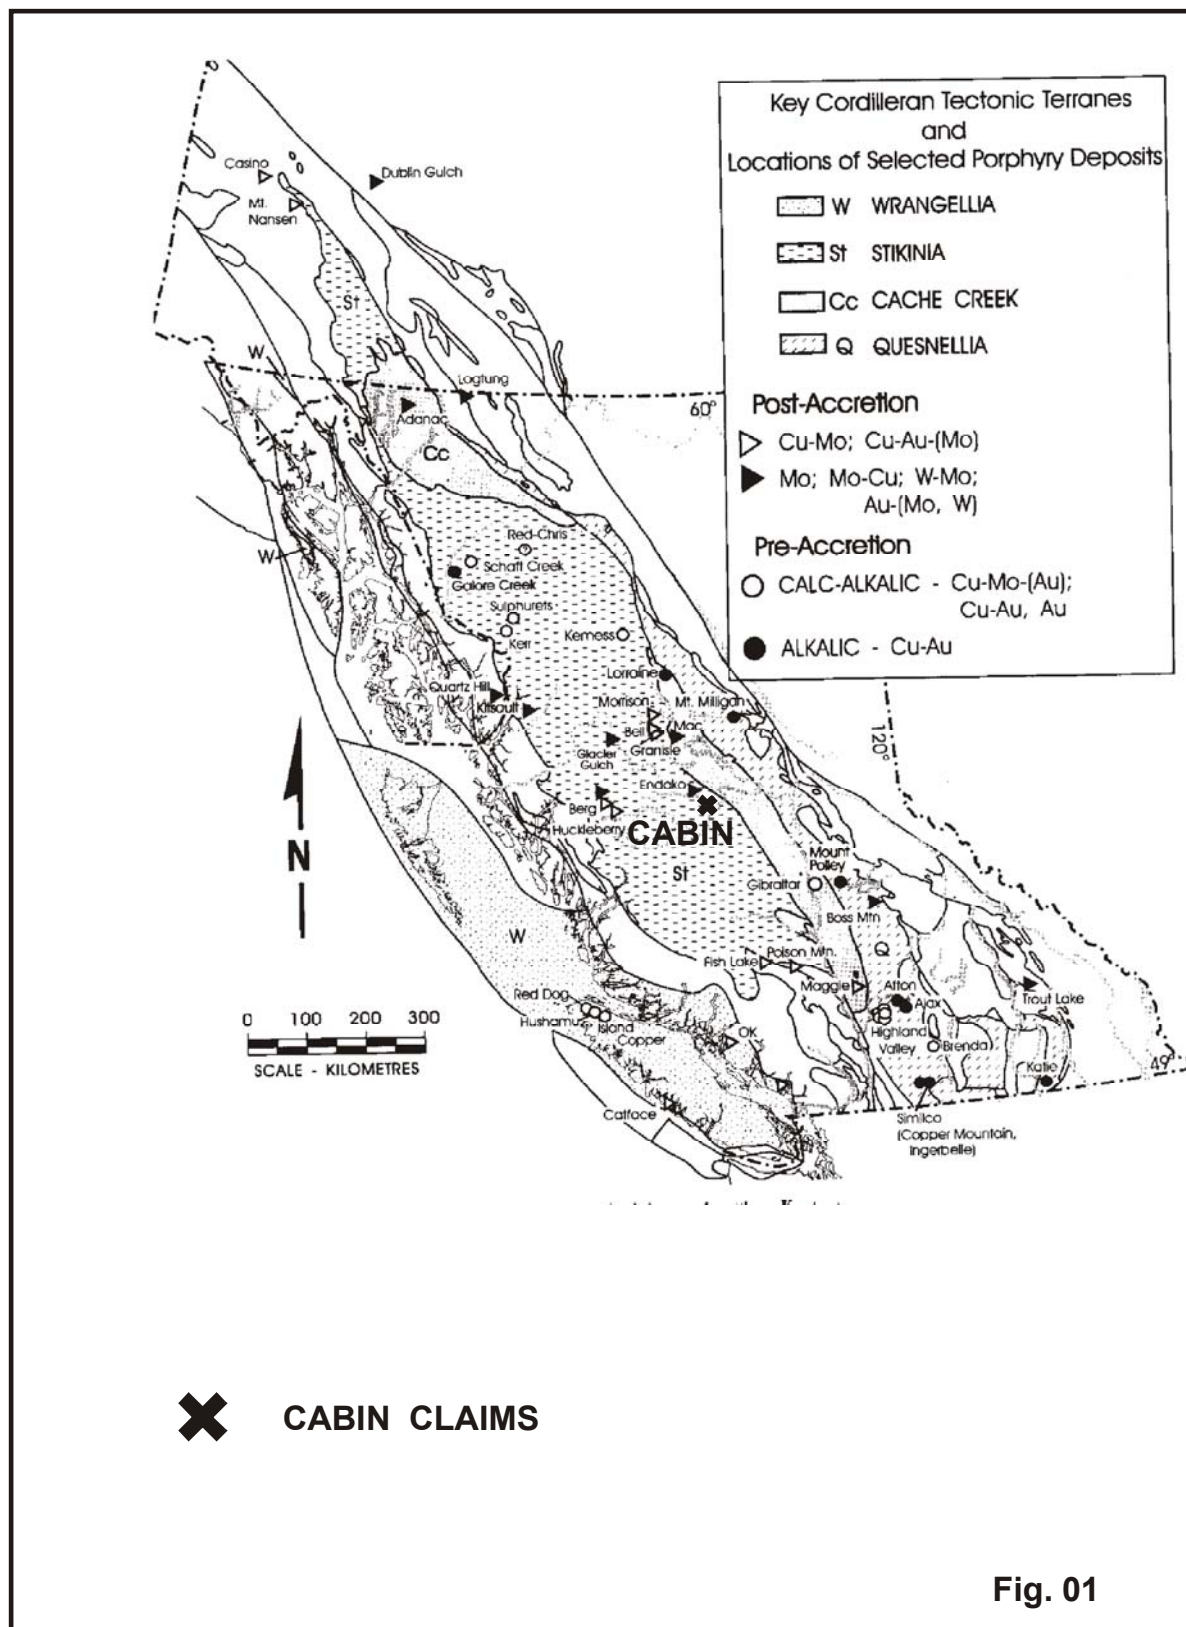 Key Cordilleran Tectonic Terranes
and
Locations of Selected Porphyry Deposits
W WRANGELLIA
St STIKINIA
Cc CACHE CREEK
Q QUESNELLIA
Post-Accretion
Cu-Mo; Cu-Au-(Mo)
Mo; Mo-Cu; W-Mo;
Au-(Mo, W)
Pre-Accretion
CALC-ALKALIC - Cu-Mo-(Au);
Cu-Au, Au
ALKALIC - Cu-Au
Casino
Dublin Gulch
Mt.
Nansen
St
W
Logtung
60°
Adanac
Cc
Red-Chris
W
Schaft Creek
Galore Creek
Sulphurets
Kerr
Kemess
Lorraine
Quartz Hill
Kitsault
Morrison
Mt. Milligan
Bell
Mac
Granisle
Glacier
Gulch
120°
Endako
Berg
Huckleberry
CABIN
N
Mount
Polley
St
Gibraltar
Boss Mtn
W
Q
Fish Lake
Poison Mtn.
Maggie
Afton
Ajax
Trout Lake
Red Dog
Hushamu
Island
Copper
OK
Highland
Valley
Brenda
0 100 200 300
SCALE - KILOMETRES
Katie
49°
Catface
Similco
(Copper Mountain,
Ingerbelle)
CABIN CLAIMS
Fig. 01